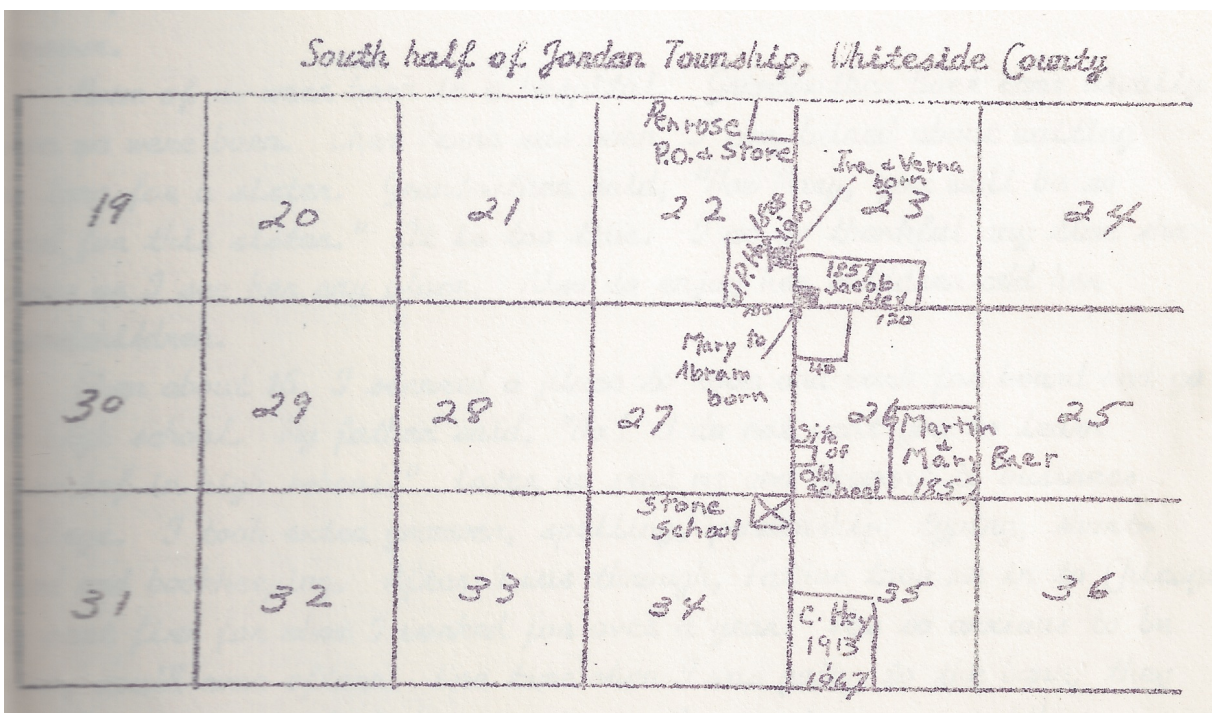 South half of Jordan Township, Whiteside County
Penrose
P.O. & Store
Ira & Verna
born
19
20
21
22
23
24
J.P.
1857
Jacob
Hey
120
Mary to
Abram
born
40
30
29
28
27
26
25
Site
of
Old
School
Martin
&
Mary Baer
1857
Stone
School
31
32
33
34
35
36
C. Hey
1913
1967